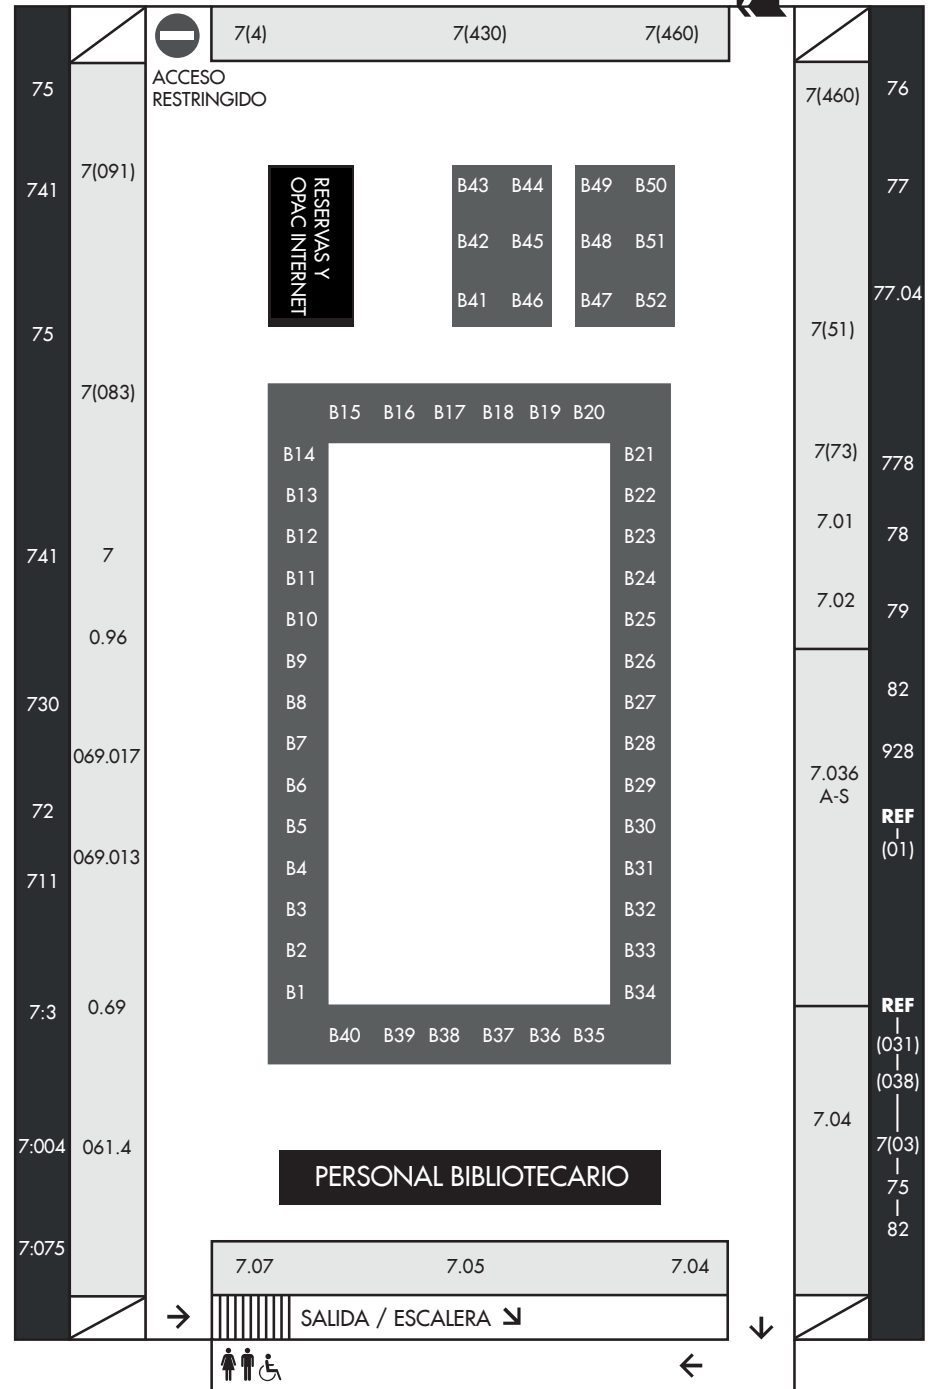 7(4) 7(430) 7(460)
ACCESO
RESTRINGIDO
75
741
75
741
730
72
711
7:3
7:004
7:075
7(091)
7(083)
7
0.96
069.017
069.013
0.69
061.4
RESERVAS Y
OPAC INTERNET
B43 B44 B49 B50
B42 B45 B48 B51
B41 B46 B47 B52
B15 B16 B17 B18 B19 B20
B14 B21
B13 B22
B12 B23
B11 B24
B10 B25
B9 B26
B8 B27
B7 B28
B6 B29
B5 B30
B4 B31
B3 B32
B2 B33
B1 B34
B40 B39 B38 B37 B36 B35
PERSONAL BIBLIOTECARIO
7.07 7.05 7.04
SALIDA / ESCALERA
7(460)
7(51)
7(73)
7.01
7.02
7.036
A-S
7.04
76
77
77.04
778
78
79
82
928
REF
(01)
REF
(031)
(038)
7(03)
75
82